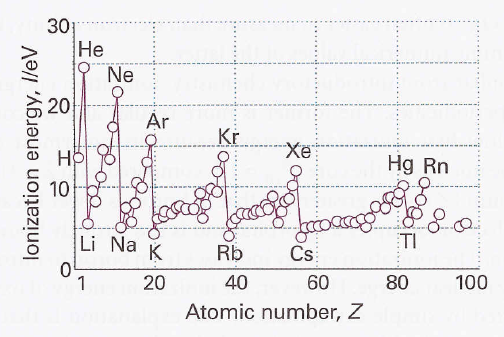 30
He
Ne
20
Ar
Kr
Xe
H
Hg Rn
10
Li
Na
K
Rb
Cs
Tl
0
1 20 40 60 80 100
Ionization energy, I/eV
Atomic number, Z